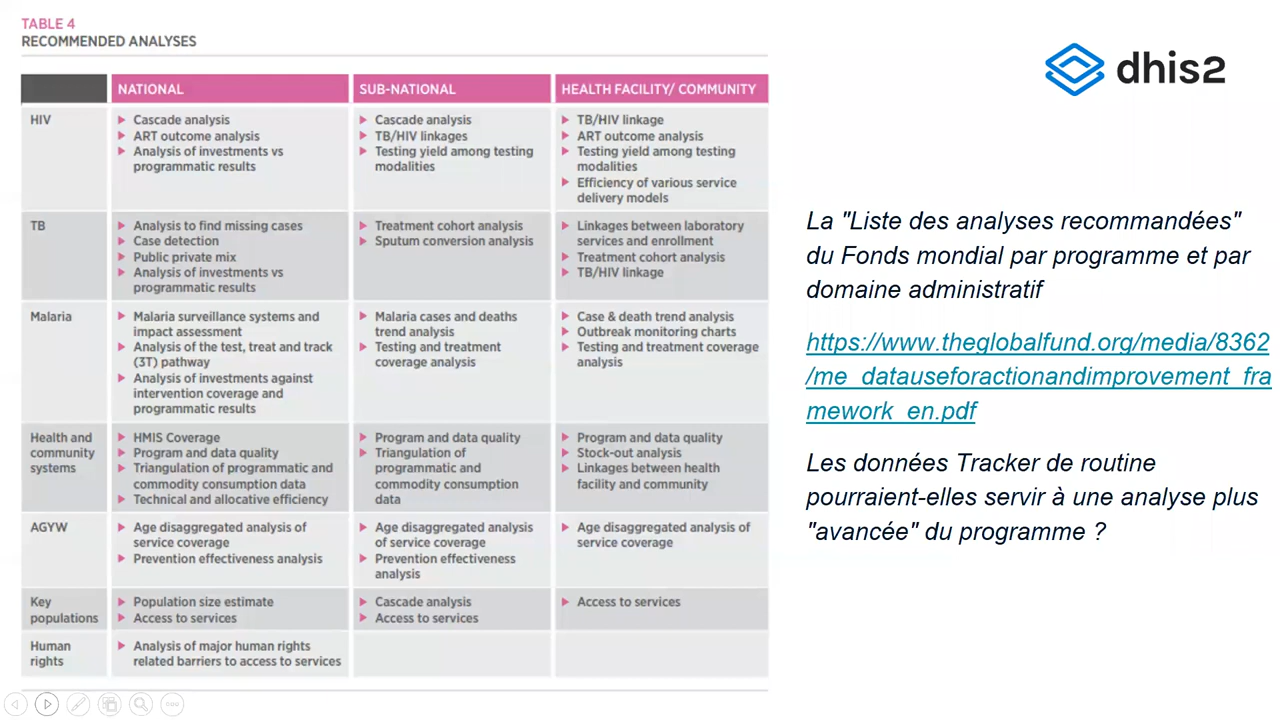 TABLE 4
RECOMMENDED ANALYSES
NATIONAL
SUB-NATIONAL
HEALTH FACILITY/ COMMUNITY
HIV
Cascade analysis
ART outcome analysis
Analysis of investments vs
programmatic results
Cascade analysis
TB/HIV linkages
Testing yield among testing
modalities
TB/HIV linkage
ART outcome analysis
Testing yield among testing
modalities
Efficiency of various service
delivery models
TB
Analysis to find missing cases
Case detection
Public private mix
Analysis of investments vs
programmatic results
Treatment cohort analysis
Sputum conversion analysis
Linkages between laboratory
services and enrollment
Treatment cohort analysis
TB/HIV linkage
Malaria
Malaria surveillance systems and
impact assessment
Analysis of the test, treat and track
(3T) pathway
Analysis of investments against
intervention coverage and
programmatic results
Malaria cases and deaths
trend analysis
Testing and treatment
coverage analysis
Case & death trend analysis
Outbreak monitoring charts
Testing and treatment coverage
analysis
Health and
community
systems
HMIS Coverage
Program and data quality
Triangulation of programmatic and
commodity consumption data
Technical and allocative efficiency
Program and data quality
Triangulation of
programmatic and
commodity consumption
data
Program and data quality
Stock-out analysis
Linkages between health
facility and community
AGYW
Age disaggregated analysis of
service coverage
Prevention effectiveness analysis
Age disaggregated analysis
of service coverage
Prevention effectiveness
analysis
Age disaggregated analysis of
service coverage
Key
populations
Population size estimate
Access to services
Cascade analysis
Access to services
Access to services
Human
rights
Analysis of major human rights
related barriers to access to services
dhis2
La "Liste des analyses recommandées"
du Fonds mondial par programme et par
domaine administratif
https://www.theglobalfund.org/media/8362
/me_datauseforactionandimprovement_fra
mework_en.pdf
Les données Tracker de routine
pourraient-elles servir à une analyse plus
"avancée" du programme ?